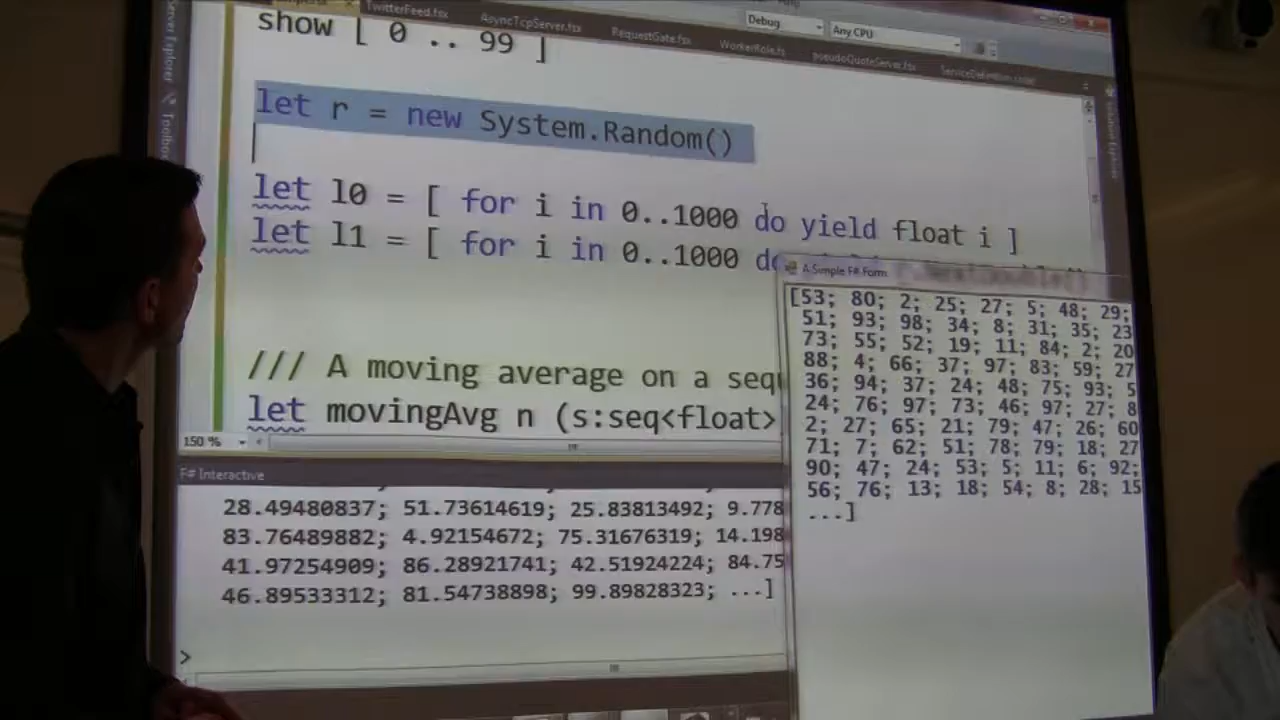 TwitterFeed.fsx AsyncTcpServer.fsx RequestGate.fsx WorkerRole.fs pseudoQuoteServer.fsx
Debug Any CPU
Server Explorer
Toolbox
show [ 0 .. 99 ]
let r = new System.Random()
let l0 = [ for i in 0..1000 do yield float i ]
let l1 = [ for i in 0..1000 do
/// A moving average on a sequ
let movingAvg n (s:seq<float>
150 %
F# Interactive
28.49480837; 51.73614619; 25.83813492; 9.778
83.76489882; 4.92154672; 75.31676319; 14.198
41.97254909; 86.28921741; 42.51924224; 84.75
46.89533312; 81.54738898; 99.89828323; ...]
>
A Simple F# Form
[53; 80; 2; 25; 27; 5; 48; 29;
51; 93; 98; 34; 8; 31; 35; 23
73; 55; 52; 19; 11; 84; 2; 20
88; 4; 66; 37; 97; 83; 59; 27
36; 94; 37; 24; 48; 75; 93; 5
24; 76; 97; 73; 46; 97; 27; 8
2; 27; 65; 21; 79; 47; 26; 60
71; 7; 62; 51; 78; 79; 18; 27
90; 47; 24; 53; 5; 11; 6; 92;
56; 76; 13; 18; 54; 8; 28; 15
...]